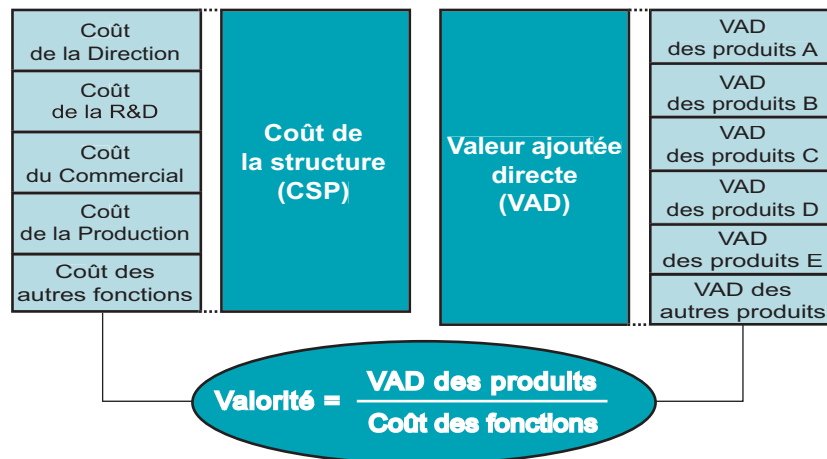 Coût
de la Direction
Coût
de la R&D
Coût
du Commercial
Coût
de la Production
Coût des
autres fonctions
Coût de
la structure
(CSP)
Valeur ajoutée
directe
(VAD)
VAD
des produits A
VAD
des produits B
VAD
des produits C
VAD
des produits D
VAD
des produits E
VAD des
autres produits
Valorité =
VAD des produits
Coût des fonctions